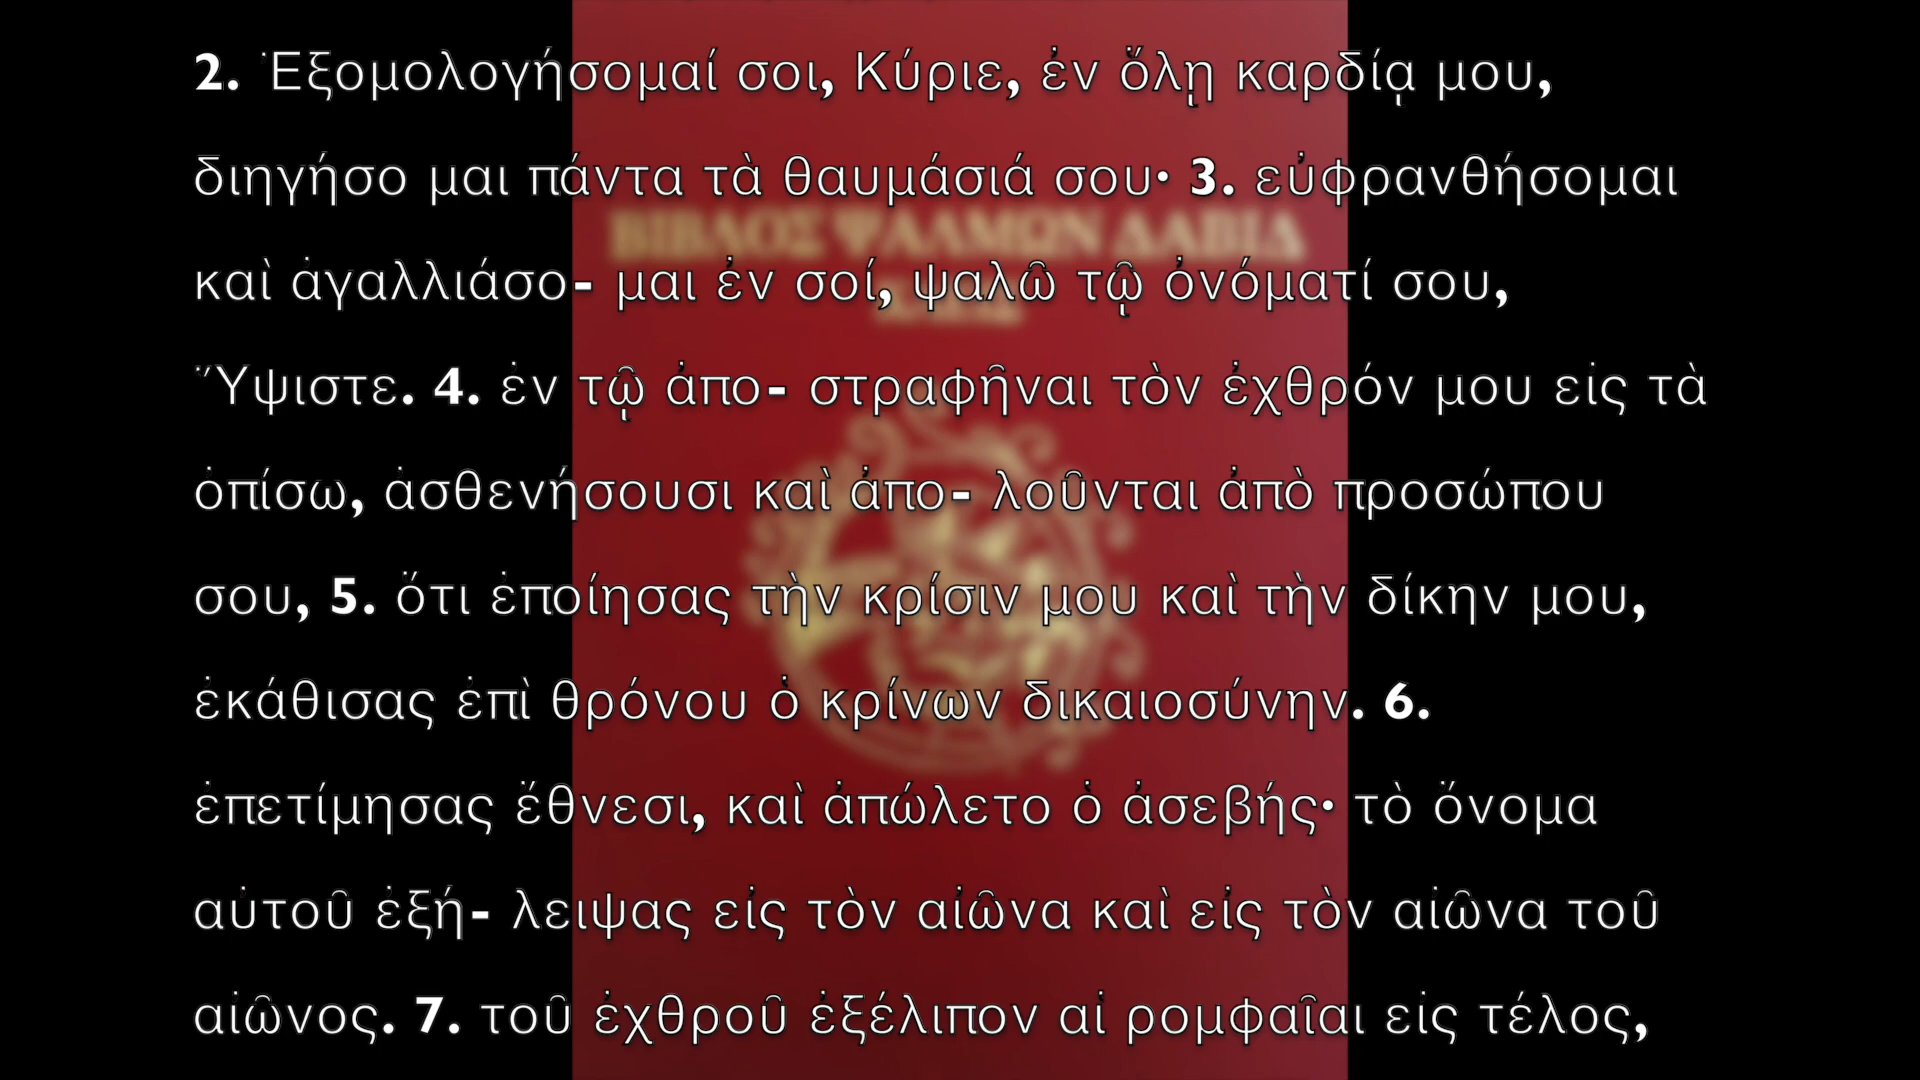 2. Ἐξομολογήσομαί σοι, Κύριε, ἐν ὅλῃ καρδίᾳ μου,
διηγήσο μαι πάντα τὰ θαυμάσιά σου· 3. εὐφρανθήσομαι
ΒΙΒΛΟΣ ΨΑΛΜΩΝ ΔΑΒΙΔ
καὶ ἀγαλλιάσο- μαι ἐν σοί, ψαλῶ τῷ ὀνόματί σου,
Ὕψιστε. 4. ἐν τῷ ἀπο- στραφῆναι τὸν ἐχθρόν μου εἰς τὰ
ὀπίσω, ἀσθενήσουσι καὶ ἀπο- λοῦνται ἀπὸ προσώπου
σου, 5. ὅτι ἐποίησας τὴν κρίσιν μου καὶ τὴν δίκην μου,
ἐκάθισας ἐπὶ θρόνου ὁ κρίνων δικαιοσύνην. 6.
ἐπετίμησας ἔθνεσι, καὶ ἀπώλετο ὁ ἀσεβής· τὸ ὄνομα
αὐτοῦ ἐξή- λειψας εἰς τὸν αἰῶνα καὶ εἰς τὸν αἰῶνα τοῦ
αἰῶνος. 7. τοῦ ἐχθροῦ ἐξέλιπον αἱ ρομφαῖαι εἰς τέλος,